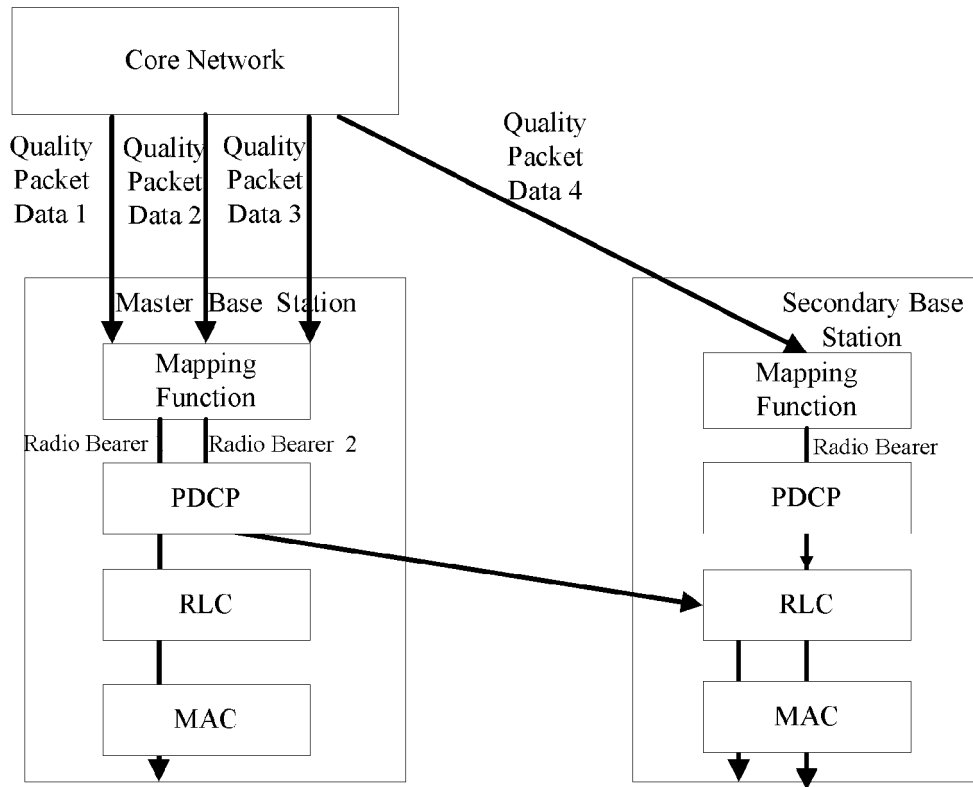 Core Network
Quality
Packet
Data 1
Quality
Packet
Data 2
Quality
Packet
Data 3
Quality
Packet
Data 4
Master Base Station
Secondary Base
Station
Mapping
Function
Mapping
Function
Radio Bearer
Radio Bearer 2
Radio Bearer
PDCP
PDCP
RLC
RLC
MAC
MAC